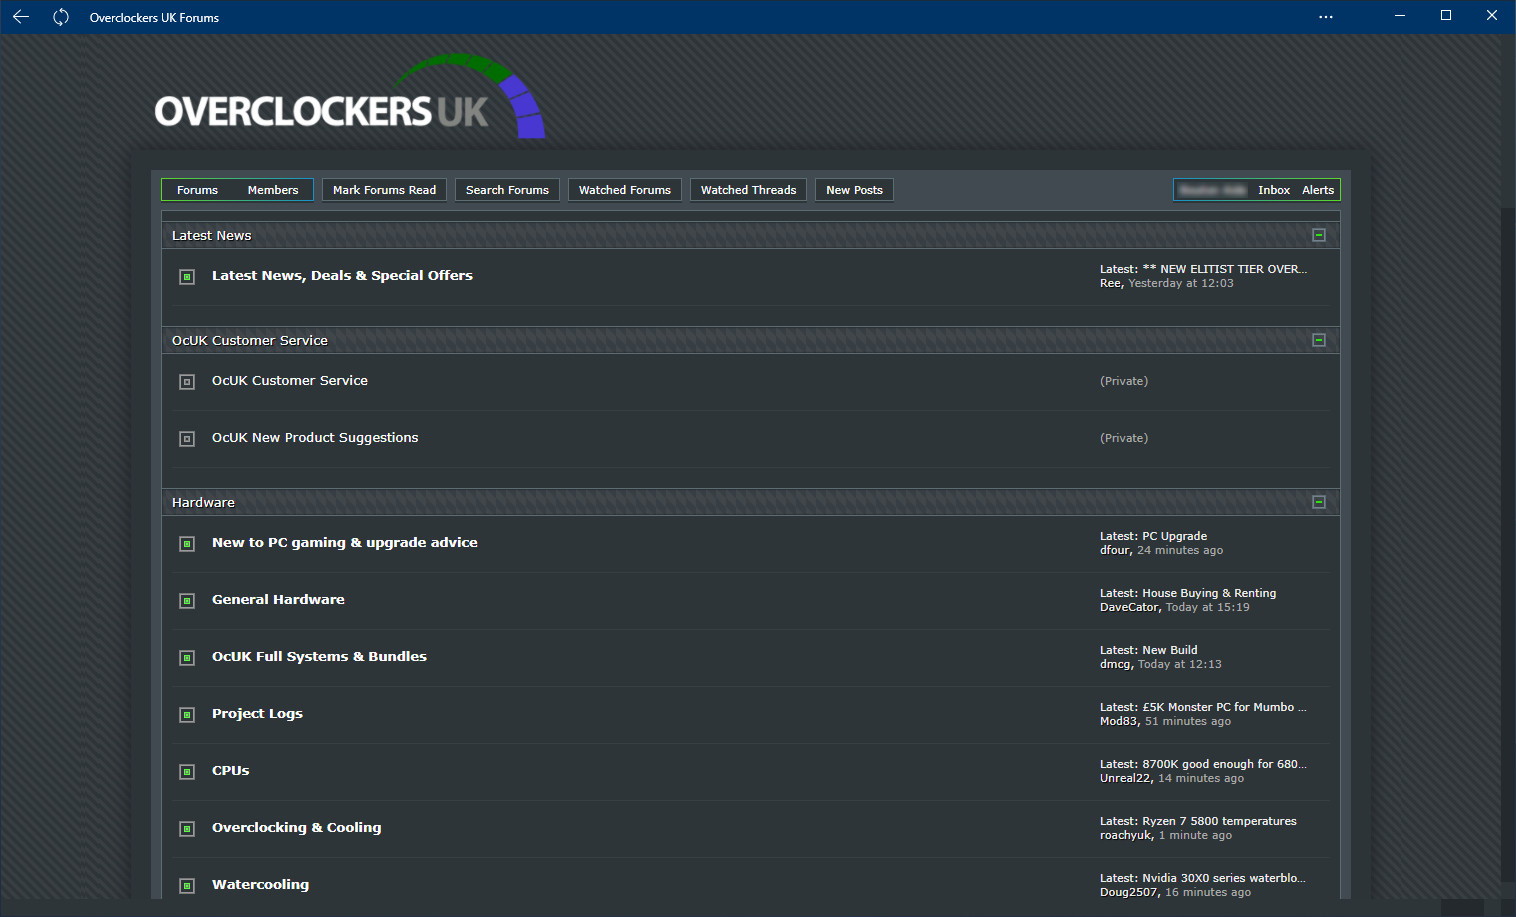 Overclockers UK Forums
OVERCLOCKERS UK
Forums Members Mark Forums Read Search Forums Watched Forums Watched Threads New Posts Inbox Alerts
Latest News
Latest News, Deals & Special Offers
Latest: ** NEW ELITIST TIER OVER...
Ree, Yesterday at 12:03
OcUK Customer Service
OcUK Customer Service
(Private)
OcUK New Product Suggestions
(Private)
Hardware
New to PC gaming & upgrade advice
Latest: PC Upgrade
dfour, 24 minutes ago
General Hardware
Latest: House Buying & Renting
DaveCator, Today at 15:19
OcUK Full Systems & Bundles
Latest: New Build
dmcg, Today at 12:13
Project Logs
Latest: £5K Monster PC for Mumbo ...
Mod83, 51 minutes ago
CPUs
Latest: 8700K good enough for 680...
Unreal22, 14 minutes ago
Overclocking & Cooling
Latest: Ryzen 7 5800 temperatures
roachyuk, 1 minute ago
Watercooling
Latest: Nvidia 30X0 series waterblo...
Doug2507, 16 minutes ago